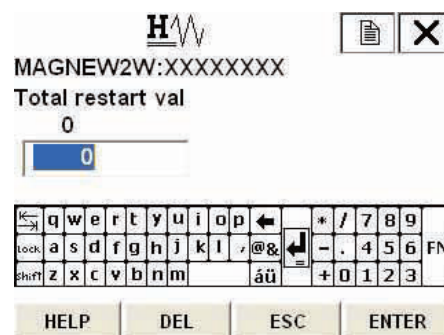 H
X
MAGNEW2W:XXXXXXXX
Total restart val
0
0
q w e r t y u i o p * / 7 8 9
Lock a s d f g h j k l , @& - . 4 5 6 FN
Shift z x c v b n m áü = + 0 1 2 3
HELP DEL ESC ENTER